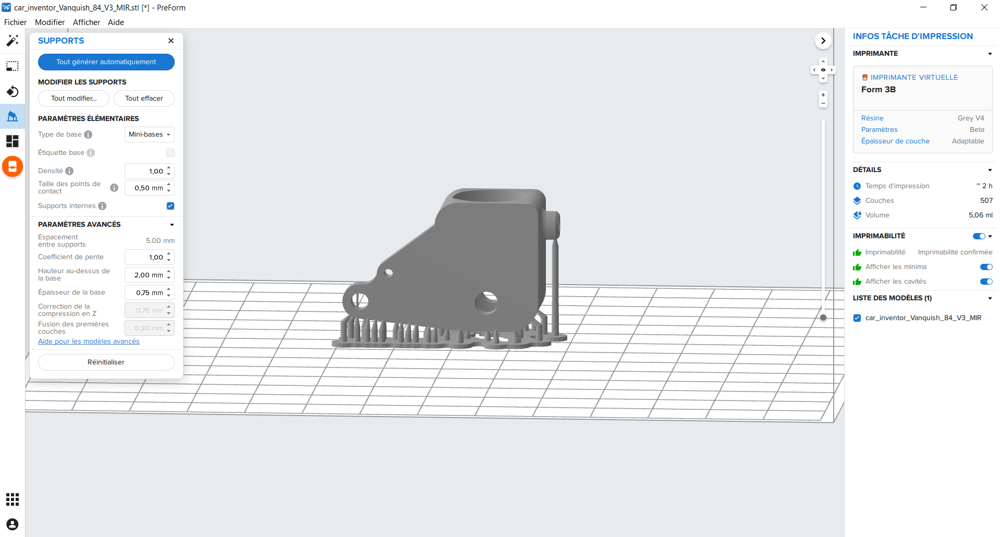 car_inventor_Vanquish_84_V3_MIR.stl [*] - PreForm
Fichier Modifier Afficher Aide
SUPPORTS
Tout générer automatiquement
MODIFIER LES SUPPORTS
Tout modifier... Tout effacer
PARAMÈTRES ÉLÉMENTAIRES
Type de base Mini-bases
Étiquette base
Densité 1,00
Taille des points de
contact 0,50 mm
Supports internes
PARAMÈTRES AVANCÉS
Espacement
entre supports 5.00 mm
Coefficient de pente 1,00
Hauteur au-dessus de
la base 2,00 mm
Épaisseur de la base 0,75 mm
Correction de la
compression en Z 0,75 mm
Fusion des premières
couches 0,30 mm
Aide pour les modèles avancés
Réinitialiser
INFOS TÂCHE D'IMPRESSION
IMPRIMANTE
IMPRIMANTE VIRTUELLE
Form 3B
Résine Grey V4
Paramètres Beta
Épaisseur de couche Adaptable
DÉTAILS
Temps d'impression ~ 2 h
Couches 507
Volume 5,06 ml
IMPRIMABILITÉ
Imprimabilité Imprimabilité confirmée
Afficher les minima
Afficher les cavités
LISTE DES MODÈLES (1)
car_inventor_Vanquish_84_V3_MIR